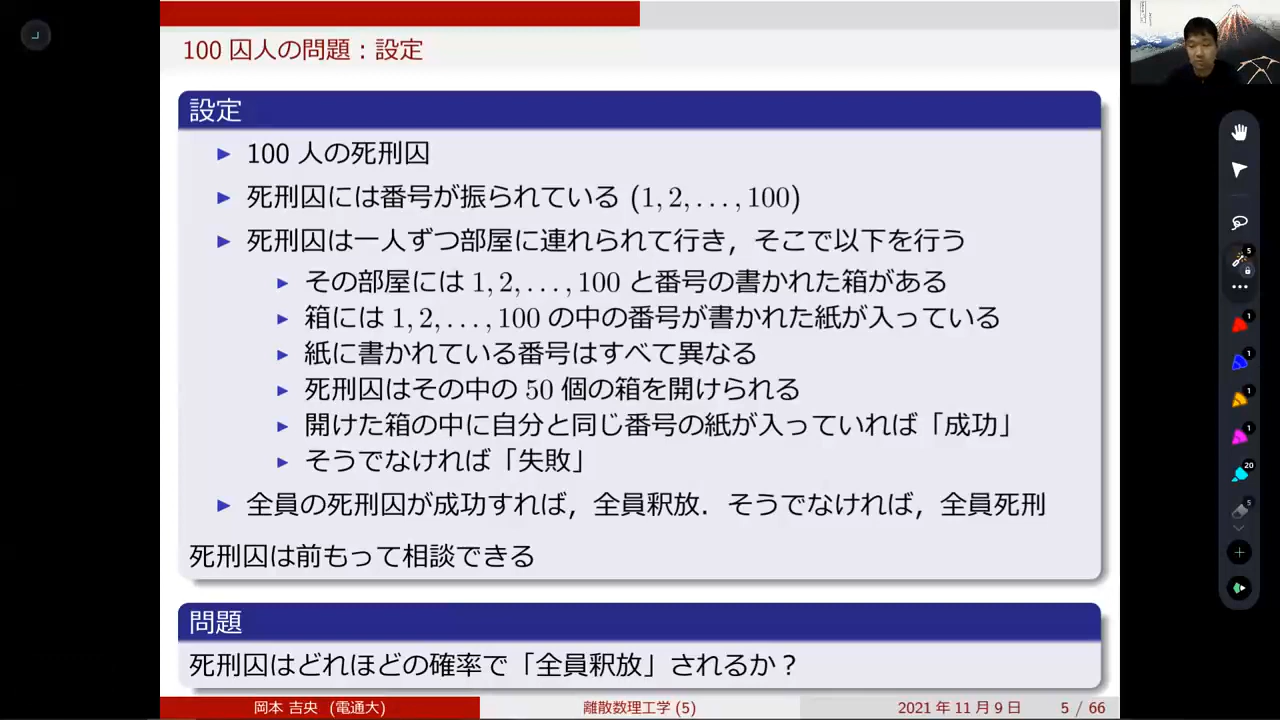 100 囚人の問題:設定
設定
▶ 100 人の死刑囚
▶ 死刑囚には番号が振られている (1, 2, . . . , 100)
▶ 死刑囚は一人ずつ部屋に連れられて行き，そこで以下を行う
▶ その部屋には 1, 2, . . . , 100 と番号の書かれた箱がある
▶ 箱には 1, 2, . . . , 100 の中の番号が書かれた紙が入っている
▶ 紙に書かれている番号はすべて異なる
▶ 死刑囚はその中の 50 個の箱を開けられる
▶ 開けた箱の中に自分と同じ番号の紙が入っていれば「成功」
▶ そうでなければ「失敗」
▶ 全員の死刑囚が成功すれば，全員釈放．そうでなければ，全員死刑
死刑囚は前もって相談できる
問題
死刑囚はどれほどの確率で「全員釈放」されるか？
岡本 吉央 (電通大) 離散数理工学 (5) 2021 年 11 月 9 日 5 / 66
5
1
1
1
1
20
5